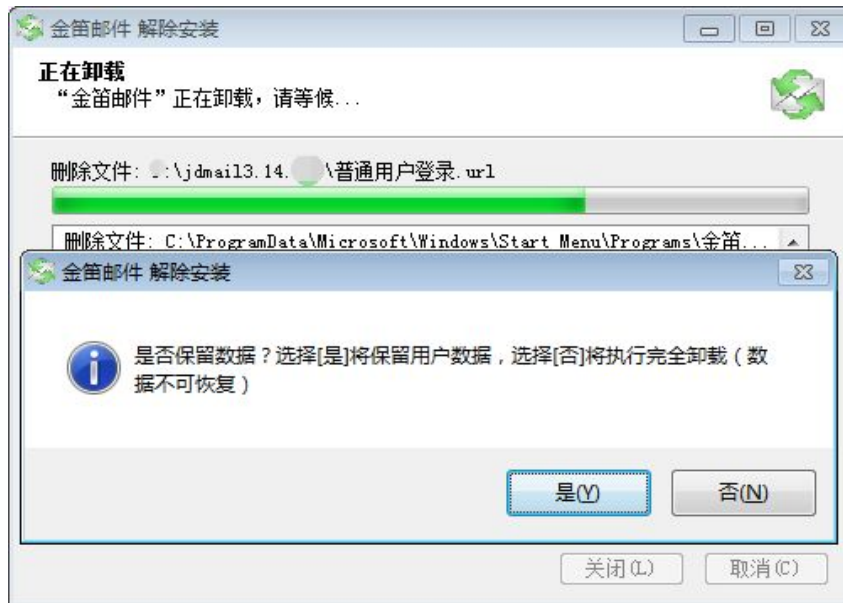 金笛邮件 解除安装
正在卸载
“金笛邮件”正在卸载，请等候...
删除文件: :\jdmail3.14. \普通用户登录.url
删除文件: C:\ProgramData\Microsoft\Windows\Start Menu\Programs\金笛...
金笛邮件 解除安装
是否保留数据？选择[是]将保留用户数据，选择[否]将执行完全卸载（数
据不可恢复）
是(Y) 否(N)
关闭(L) 取消(C)